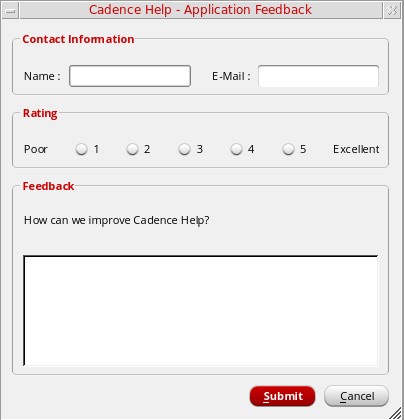 Cadence Help - Application Feedback
Contact Information
Name : E-Mail :
Rating
Poor 1 2 3 4 5 Excellent
Feedback
How can we improve Cadence Help?
Submit Cancel